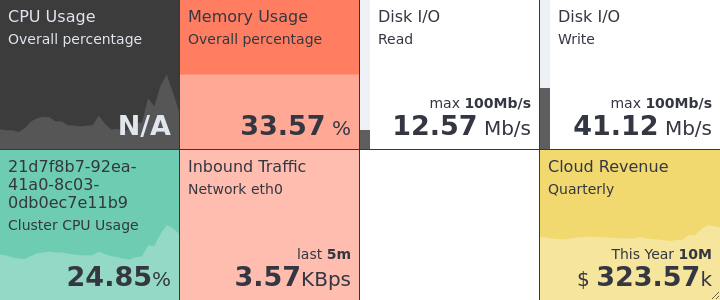 CPU Usage
Overall percentage
N/A
Memory Usage
Overall percentage
33.57 %
Disk I/O
Read
max 100Mb/s
12.57 Mb/s
Disk I/O
Write
max 100Mb/s
41.12 Mb/s
21d7f8b7-92ea-
41a0-8c03-
0db0ec7e11b9
Cluster CPU Usage
24.85%
Inbound Traffic
Network eth0
last 5m
3.57KBps
Cloud Revenue
Quarterly
This Year 10M
$ 323.57k